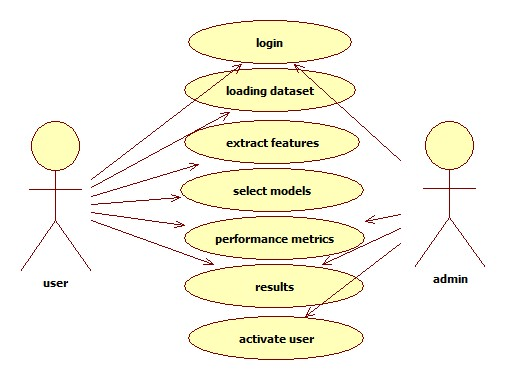 login
loading dataset
extract features
select models
performance metrics
results
activate user
user
admin